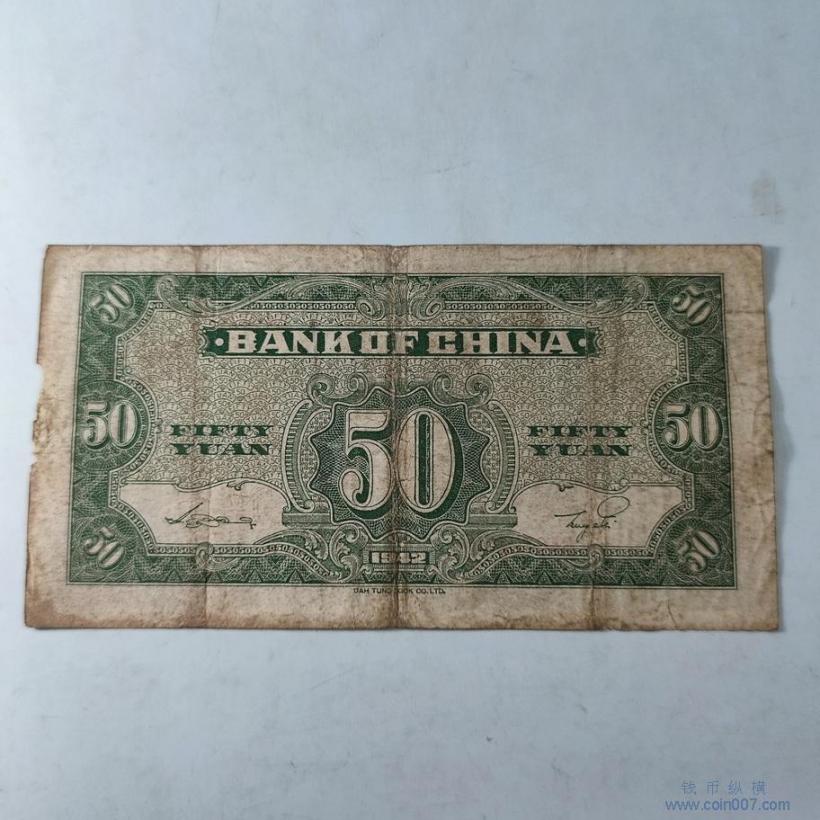 50 50
·BANK OF CHINA·
50 FIFTY YUAN 50 FIFTY YUAN 50
50 1942 50
DAH TUNG BOOK CO. LTD.
钱币纵横
www.coin007.com